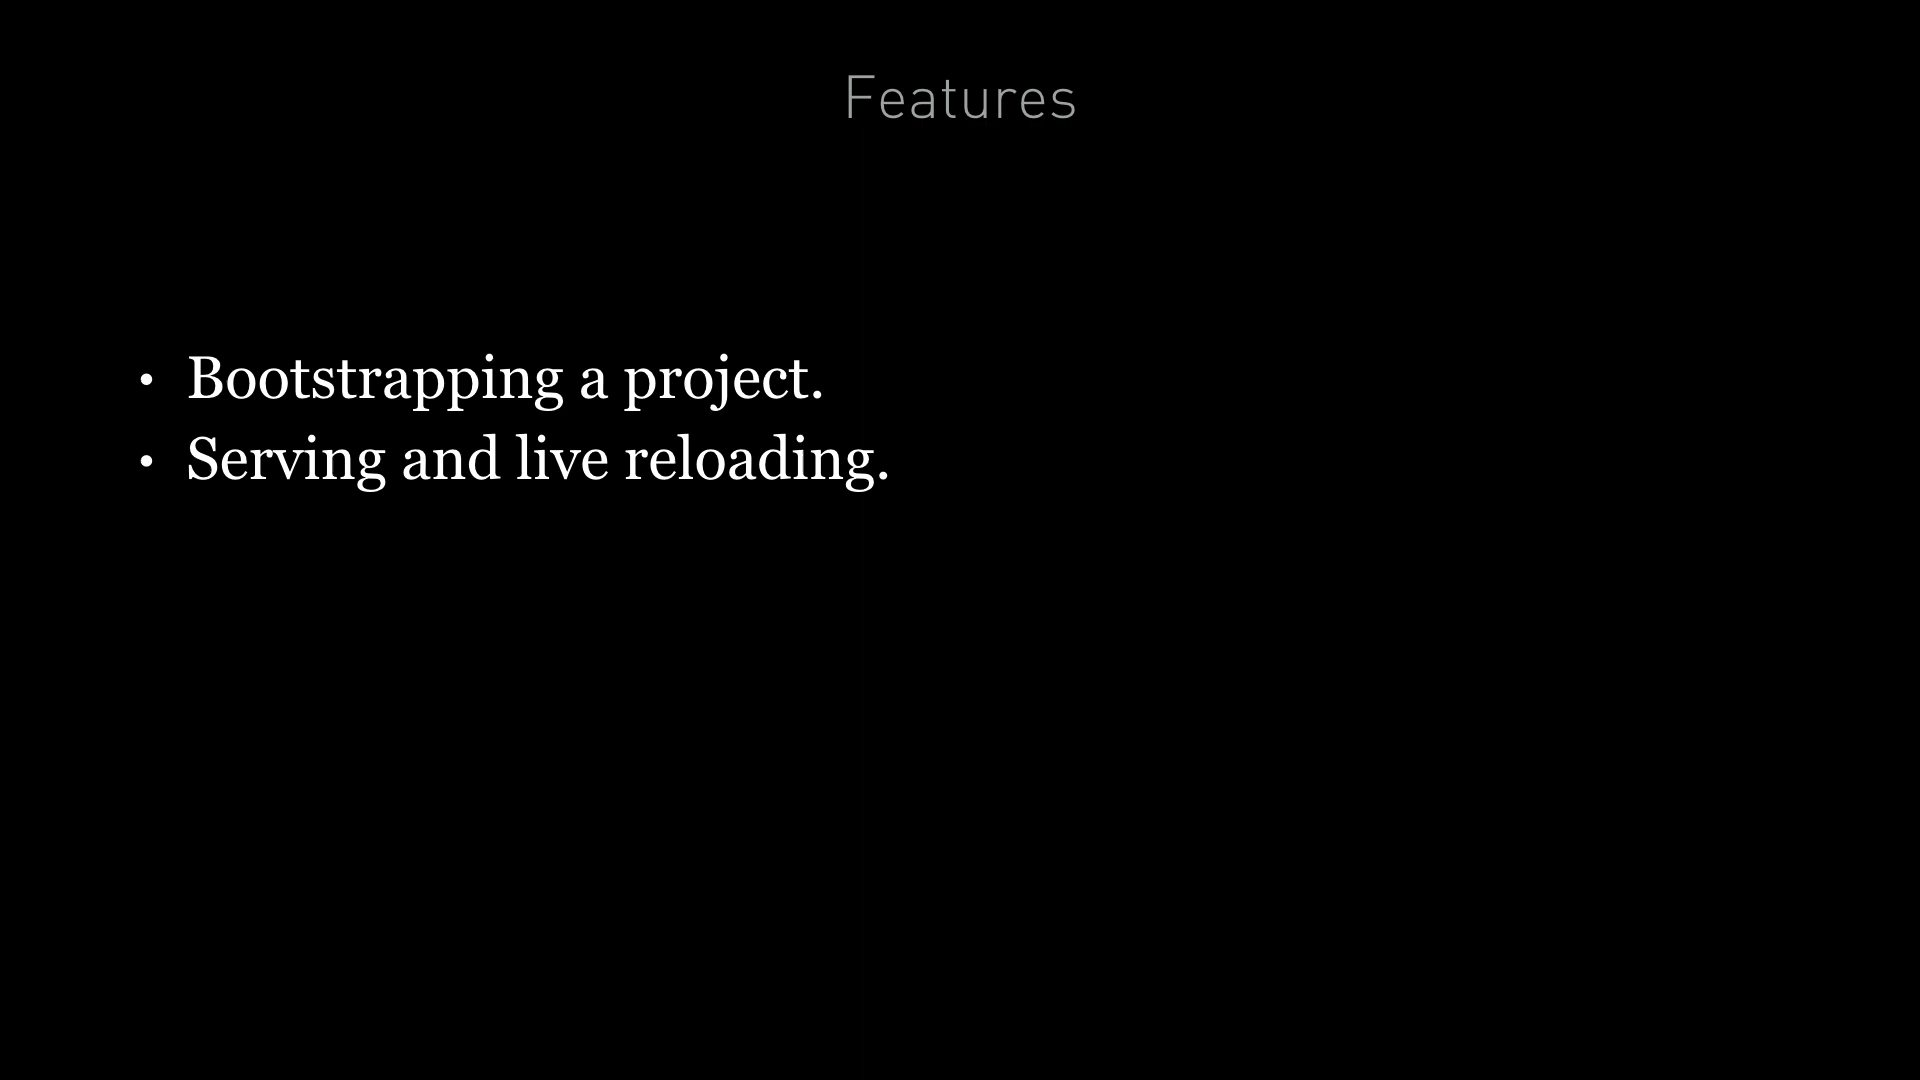 Features
• Bootstrapping a project.
• Serving and live reloading.